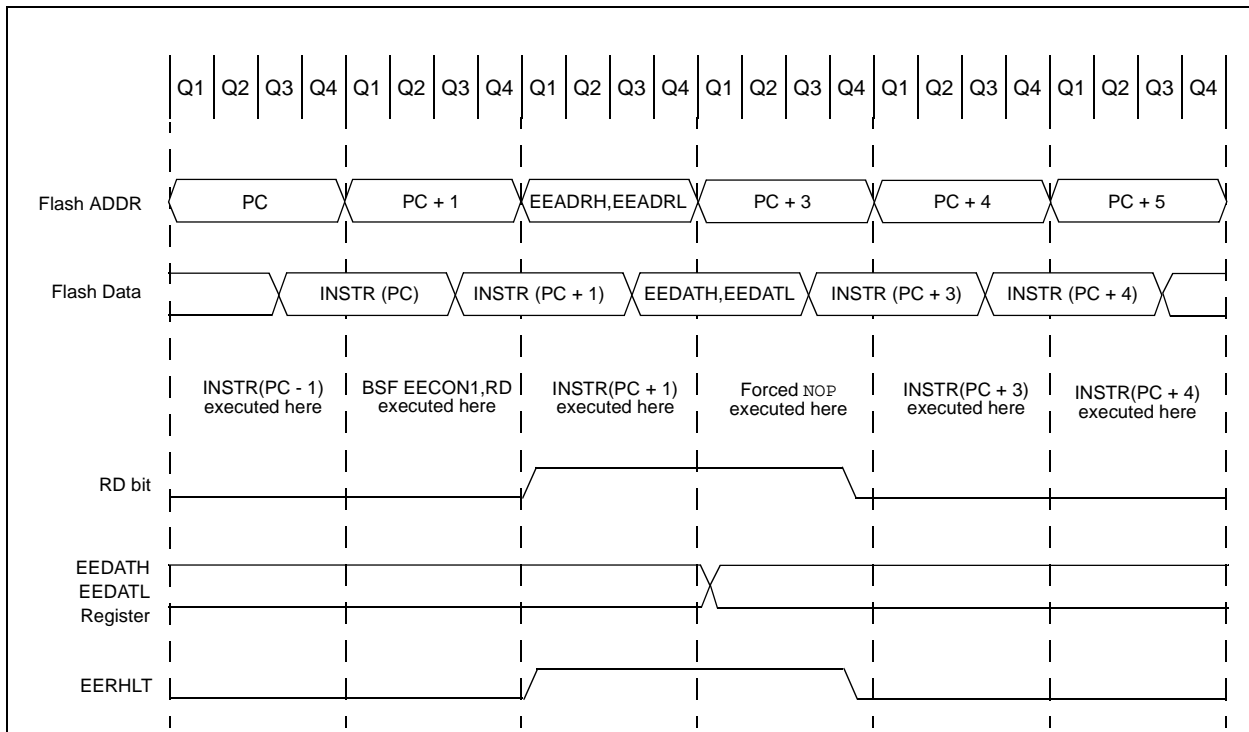 Q1 Q2 Q3 Q4 Q1 Q2 Q3 Q4 Q1 Q2 Q3 Q4 Q1 Q2 Q3 Q4 Q1 Q2 Q3 Q4 Q1 Q2 Q3 Q4
Flash ADDR PC PC + 1 EEADRH,EEADRL PC + 3 PC + 4 PC + 5
Flash Data INSTR (PC) INSTR (PC + 1) EEDATH,EEDATL INSTR (PC + 3) INSTR (PC + 4)
INSTR(PC - 1) BSF EECON1,RD INSTR(PC + 1) Forced NOP INSTR(PC + 3) INSTR(PC + 4)
executed here executed here executed here executed here executed here executed here
RD bit
EEDATH
EEDATL
Register
EERHLT